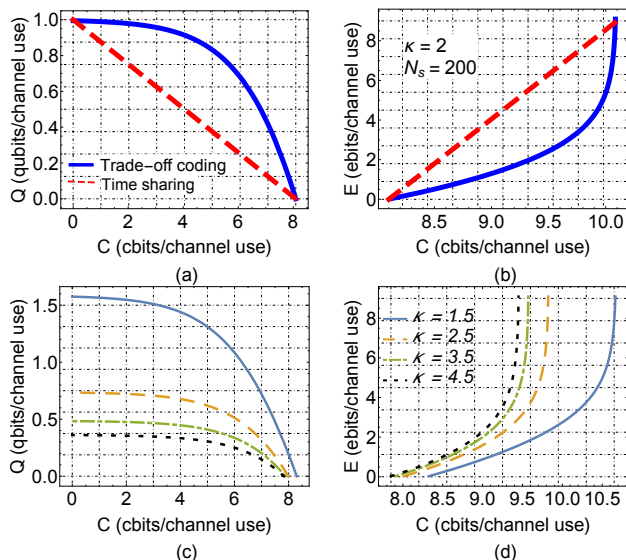 Q (qubits/channel use)
1.0
0.8
0.6
0.4
0.2
0.0
Trade-off coding
Time sharing
0 2 4 6 8
C (cbits/channel use)
(a)
E (ebits/channel use)
8
6
4
2
0
κ = 2
N_s = 200
8.5 9.0 9.5 10.0
C (cbits/channel use)
(b)
Q (qbits/channel use)
1.5
1.0
0.5
0.0
0 2 4 6 8
C (cbits/channel use)
(c)
E (ebits/channel use)
8
6
4
2
0
κ = 1.5
κ = 2.5
κ = 3.5
κ = 4.5
8.0 8.5 9.0 9.5 10.0 10.5
C (cbits/channel use)
(d)